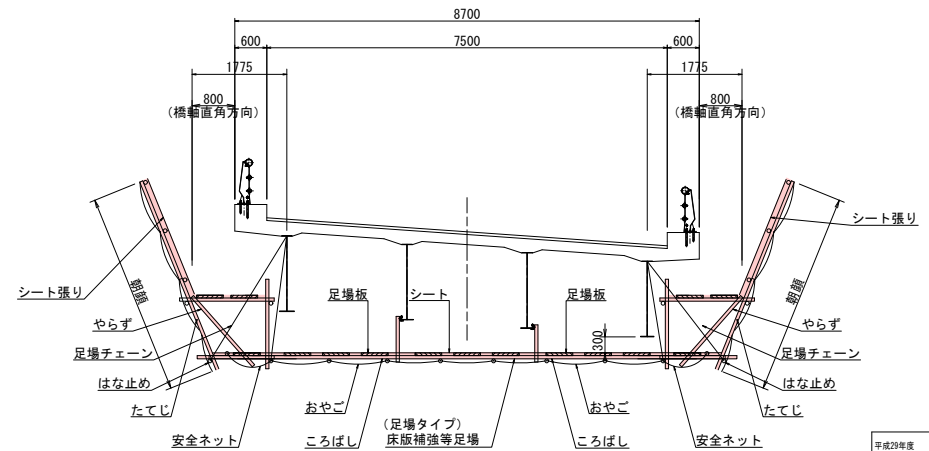 8700
600
7500
600
1775
1775
800
(橋軸直角方向)
800
(橋軸直角方向)
シート張り
シート張り
朝顔
朝顔
足場板
シート
足場板
300
やらず
やらず
足場チェーン
足場チェーン
はな止め
はな止め
たてじ
おやご
おやご
たてじ
安全ネット
ころばし
(足場タイプ)
床版補強等足場
ころばし
安全ネット
平成29年度